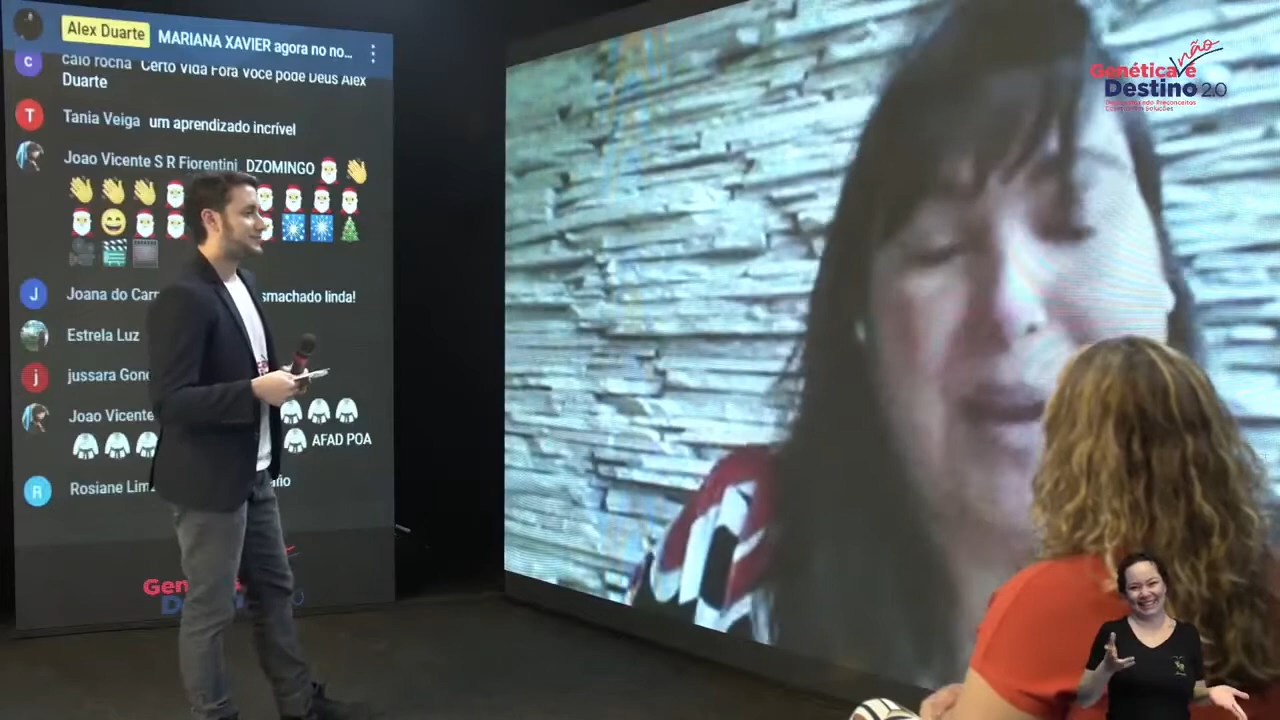 Alex Duarte MARIANA XAVIER agora no no...
caio rocha Certo Vida Fora Você pode Deus Alex
Duarte
Tania Veiga um aprendizado incrível
Joao Vicente S R Fiorentini DZOMINGO
Joana do Car smachado linda!
Estrela Luz
jussara Gon
Joao Vicente
AFAD POA
Rosiane Lim
Gen
D
não
Genética é
Destino 2.0